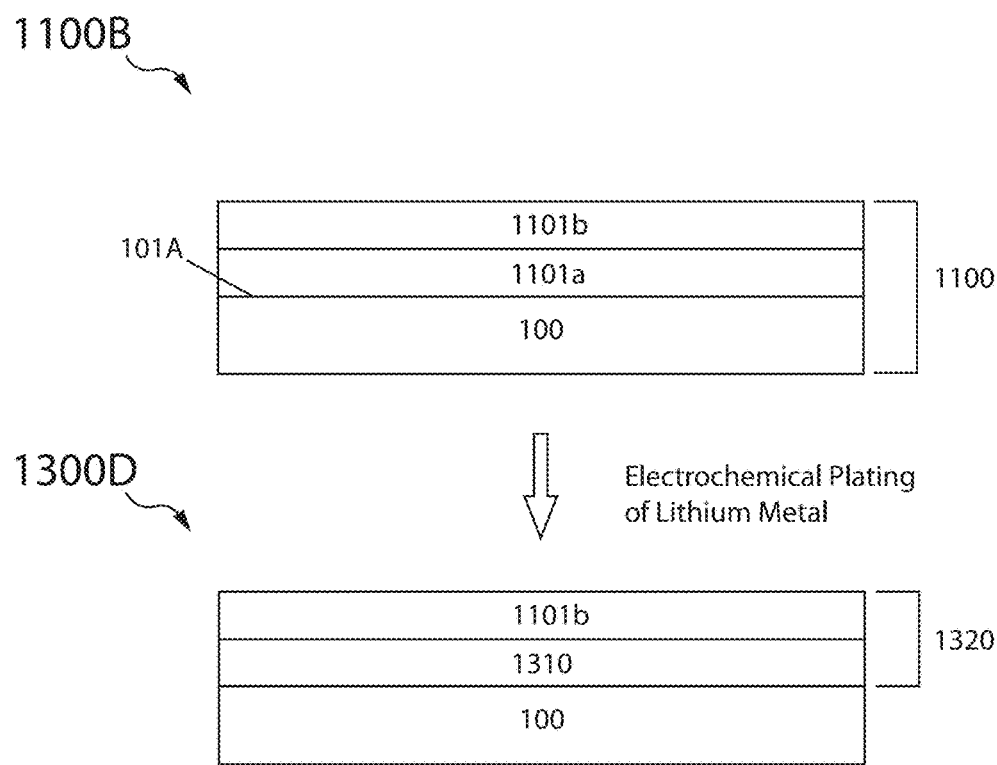 1100B
1101b
101A
1101a
1100
100
1300D
Electrochemical Plating
of Lithium Metal
1101b
1320
1310
100